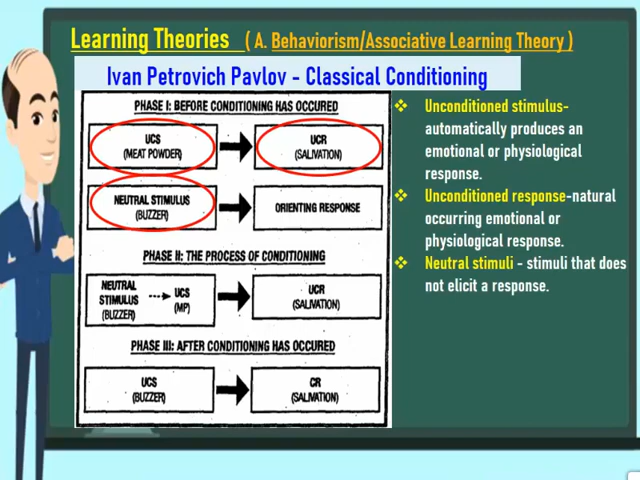 Learning Theories ( A. Behaviorism/Associative Learning Theory )
Ivan Petrovich Pavlov - Classical Conditioning
PHASE I: BEFORE CONDITIONING HAS OCCURED
UCS
(MEAT POWDER)
UCR
(SALIVATION)
NEUTRAL STIMULUS
(BUZZER)
ORIENTING RESPONSE
PHASE II: THE PROCESS OF CONDITIONING
NEUTRAL
STIMULUS
(BUZZER)
UCS
(MP)
UCR
(SALIVATION)
PHASE III: AFTER CONDITIONING HAS OCCURED
UCS
(BUZZER)
CR
(SALIVATION)
Unconditioned stimulus-
automatically produces an
emotional or physiological
response.
Unconditioned response-natural
occurring emotional or
physiological response.
Neutral stimuli - stimuli that does
not elicit a response.